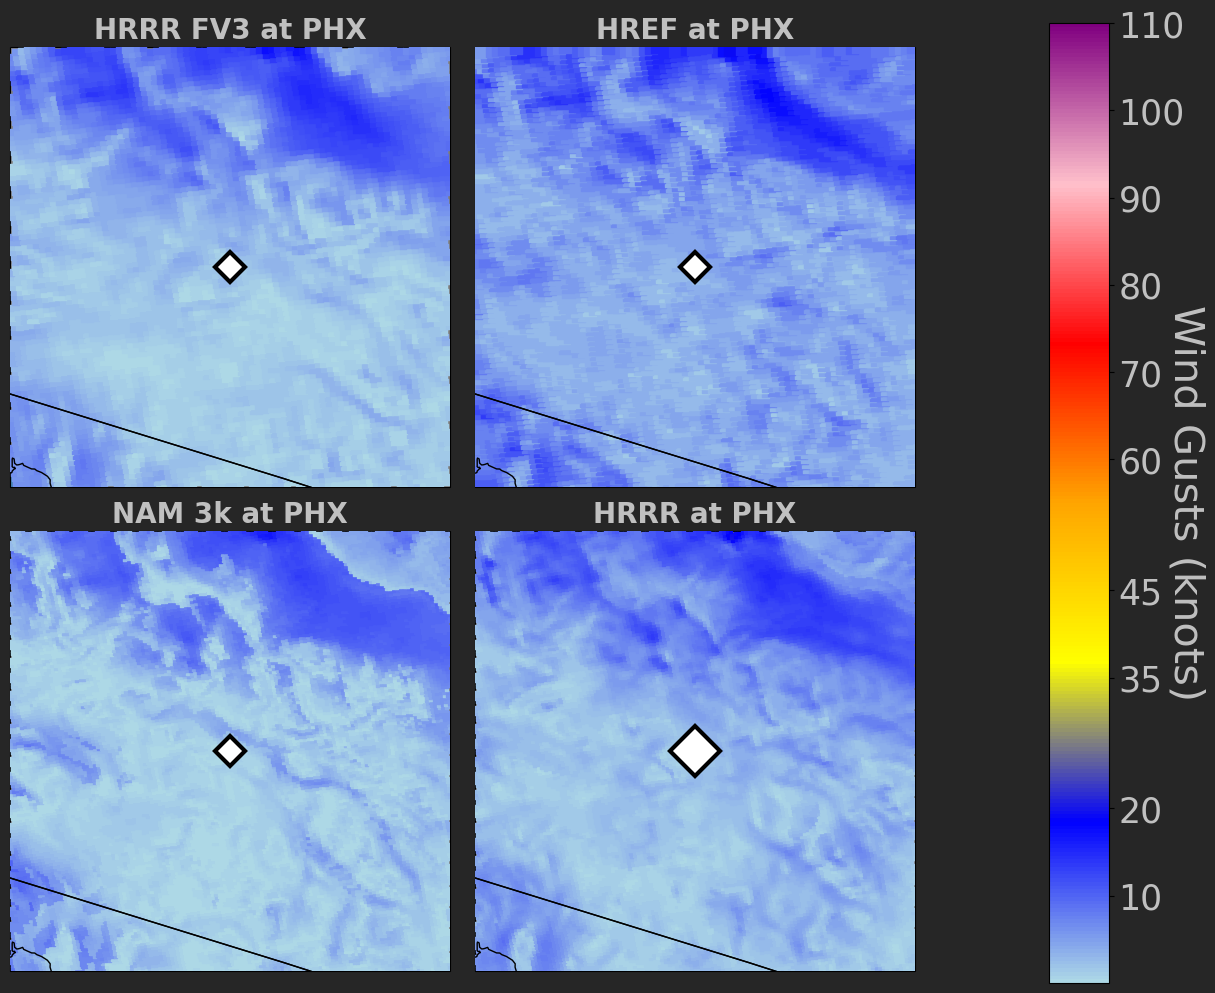 HRRR FV3 at PHX
HREF at PHX
NAM 3k at PHX
HRRR at PHX
110
100
90
80
70
60
45
35
20
10
Wind Gusts (knots)